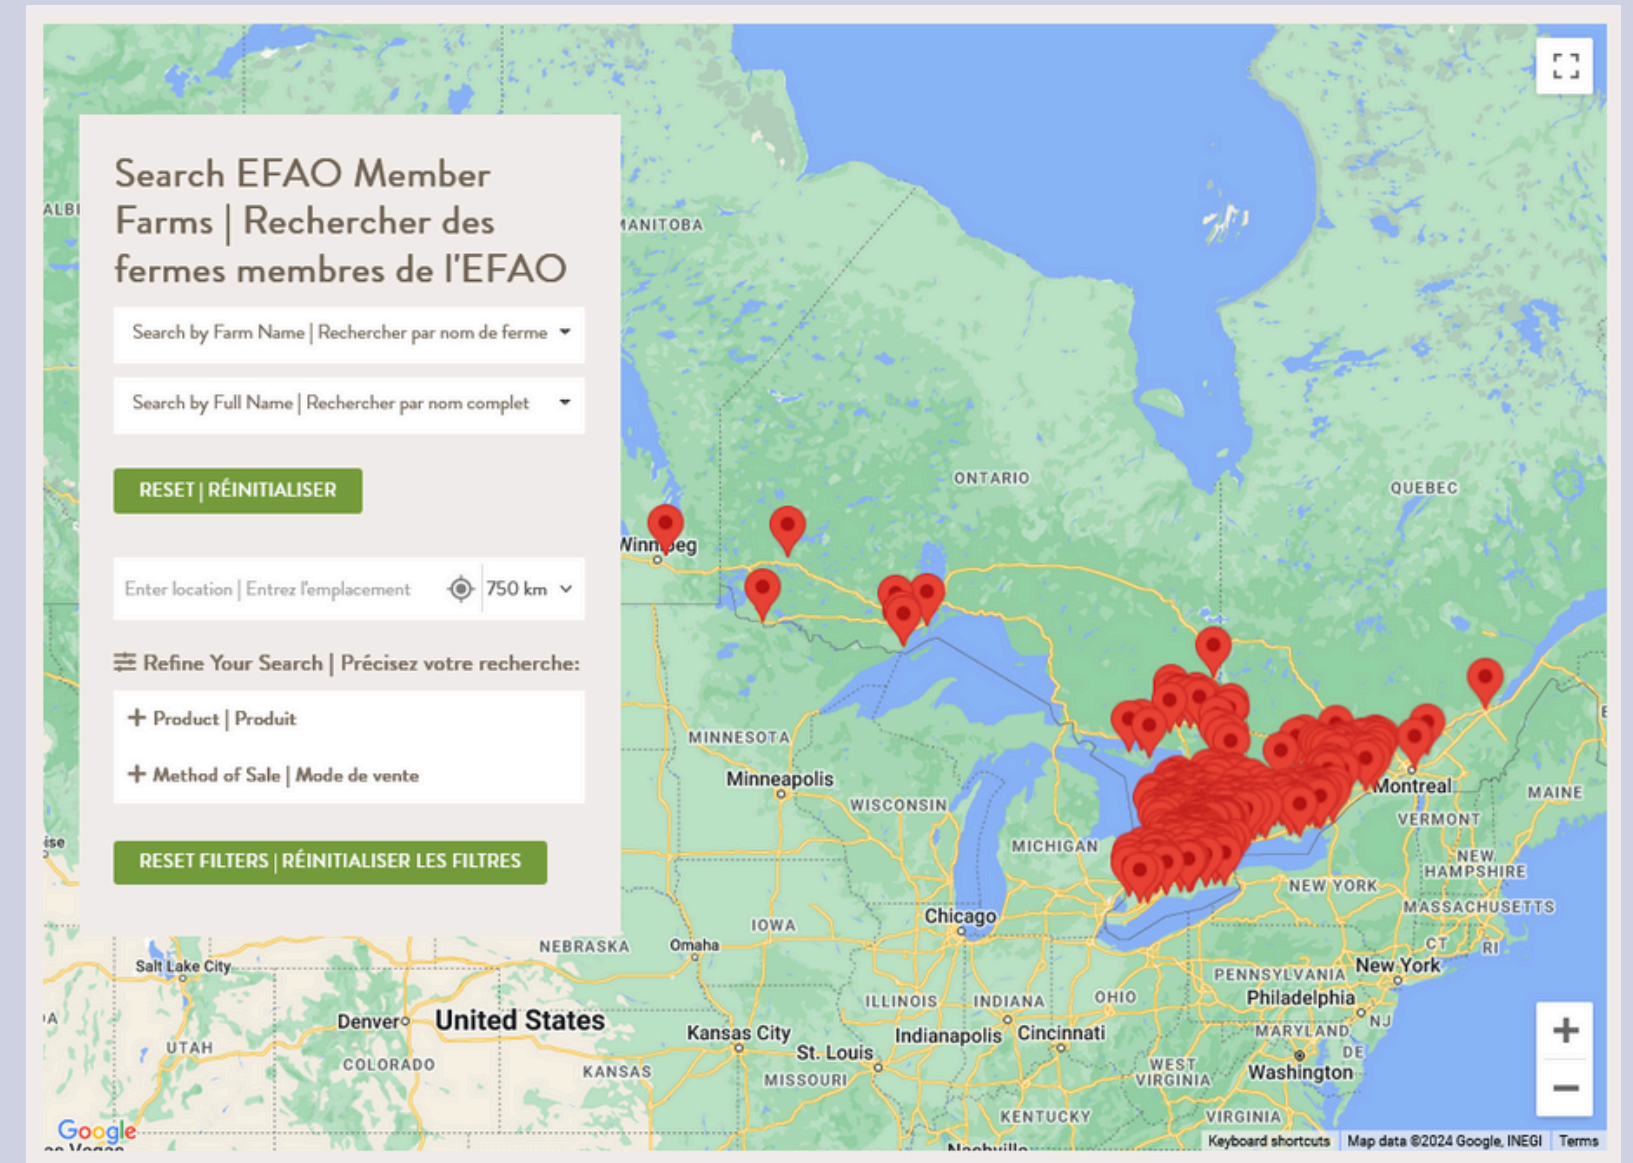 Search EFAO Member
Farms | Rechercher des
fermes membres de l'EFAO
Search by Farm Name | Rechercher par nom de ferme
Search by Full Name | Rechercher par nom complet
RESET | RÉINITIALISER
Enter location | Entrez l'emplacement
750 km
Refine Your Search | Précisez votre recherche:
+ Product | Produit
+ Method of Sale | Mode de vente
RESET FILTERS | RÉINITIALISER LES FILTRES
MANITOBA
ONTARIO
QUEBEC
MINNESOTA
Minneapolis
WISCONSIN
MICHIGAN
Montreal
MAINE
VERMONT
NEW
HAMPSHIRE
NEW YORK
MASSACHUSETTS
CT
RI
Chicago
IOWA
NEBRASKA
Omaha
Salt Lake City
New York
PENNSYLVANIA
Philadelphia
ILLINOIS
INDIANA
OHIO
NJ
Denver
United States
Kansas City
Indianapolis
Cincinnati
MARYLAND
DE
UTAH
COLORADO
KANSAS
St. Louis
MISSOURI
WEST
VIRGINIA
Washington
KENTUCKY
VIRGINIA
Google
Keyboard shortcuts
Map data ©2024 Google, INEGI
Terms